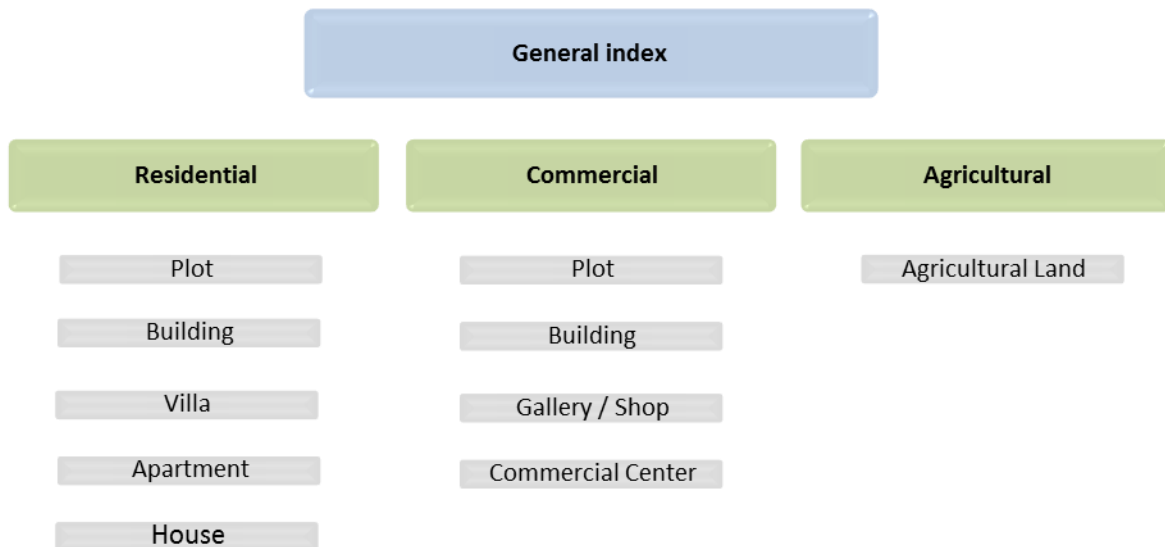 General index
Residential
Commercial
Agricultural
Plot
Plot
Agricultural Land
Building
Building
Villa
Gallery / Shop
Apartment
Commercial Center
House